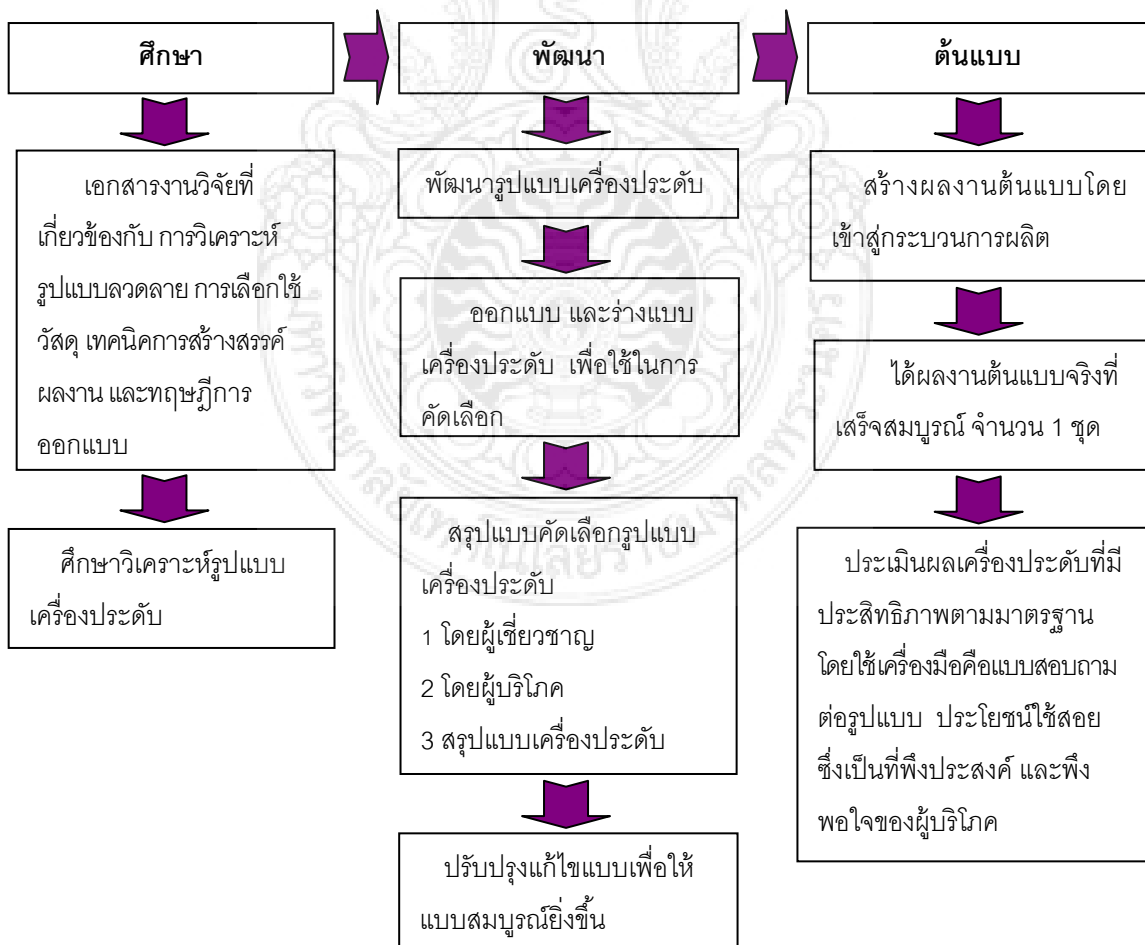 ศึกษา
พัฒนา
ต้นแบบ
เอกสารงานวิจัยที่
เกี่ยวข้องกับ การวิเคราะห์
รูปแบบลวดลาย การเลือกใช้
วัสดุ เทคนิคการสร้างสรรค์
ผลงาน และทฤษฎีการ
ออกแบบ
ศึกษาวิเคราะห์รูปแบบ
เครื่องประดับ
พัฒนารูปแบบเครื่องประดับ
ออกแบบ และร่างแบบ
เครื่องประดับ เพื่อใช้ในการ
คัดเลือก
สรุปแบบคัดเลือกรูปแบบ
เครื่องประดับ
1 โดยผู้เชี่ยวชาญ
2 โดยผู้บริโภค
3 สรุปแบบเครื่องประดับ
ปรับปรุงแก้ไขแบบเพื่อให้
แบบสมบูรณ์ยิ่งขึ้น
สร้างผลงานต้นแบบโดย
เข้าสู่กระบวนการผลิต
ได้ผลงานต้นแบบจริงที่
เสร็จสมบูรณ์ จำนวน 1 ชุด
ประเมินผลเครื่องประดับที่มี
ประสิทธิภาพตามมาตรฐาน
โดยใช้เครื่องมือคือแบบสอบถาม
ต่อรูปแบบ ประโยชน์ใช้สอย
ซึ่งเป็นที่พึงประสงค์ และพึง
พอใจของผู้บริโภค